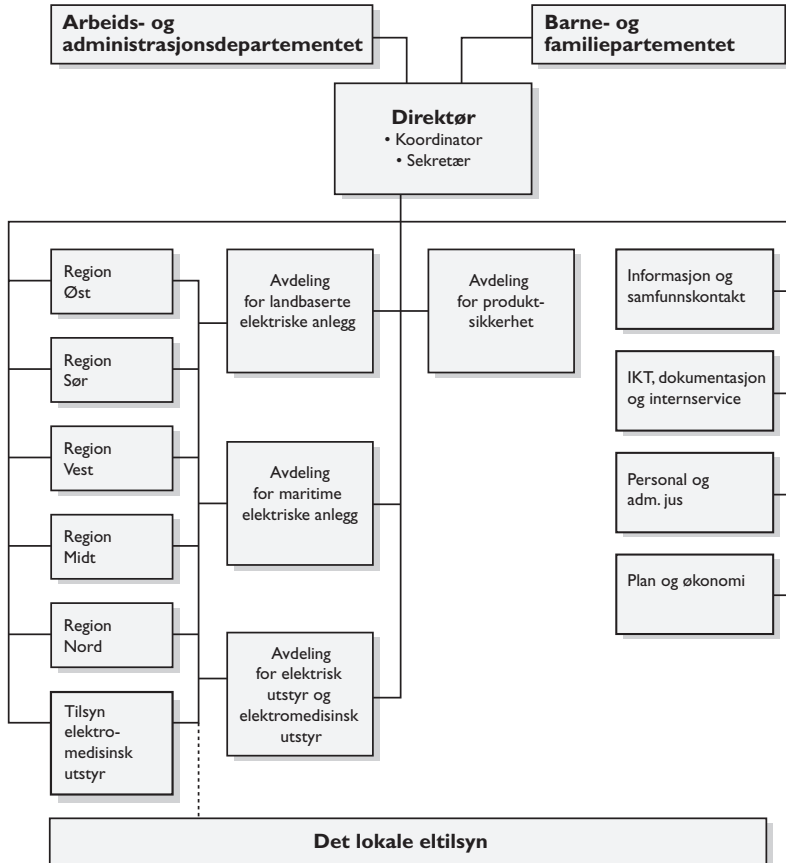 Arbeids- og
administrasjonsdepartementet
Barne- og
familiepartementet
Direktør
• Koordinator
• Sekretær
Region
Øst
Region
Sør
Region
Vest
Region
Midt
Region
Nord
Tilsyn
elektro-
medisinsk
utstyr
Avdeling
for landbaserte
elektriske anlegg
Avdeling
for maritime
elektriske anlegg
Avdeling
for elektrisk
utstyr og
elektromedisinsk
utstyr
Avdeling
for produkt-
sikkerhet
Informasjon og
samfunnskontakt
IKT, dokumentasjon
og internservice
Personal og
adm. jus
Plan og økonomi
Det lokale eltilsyn